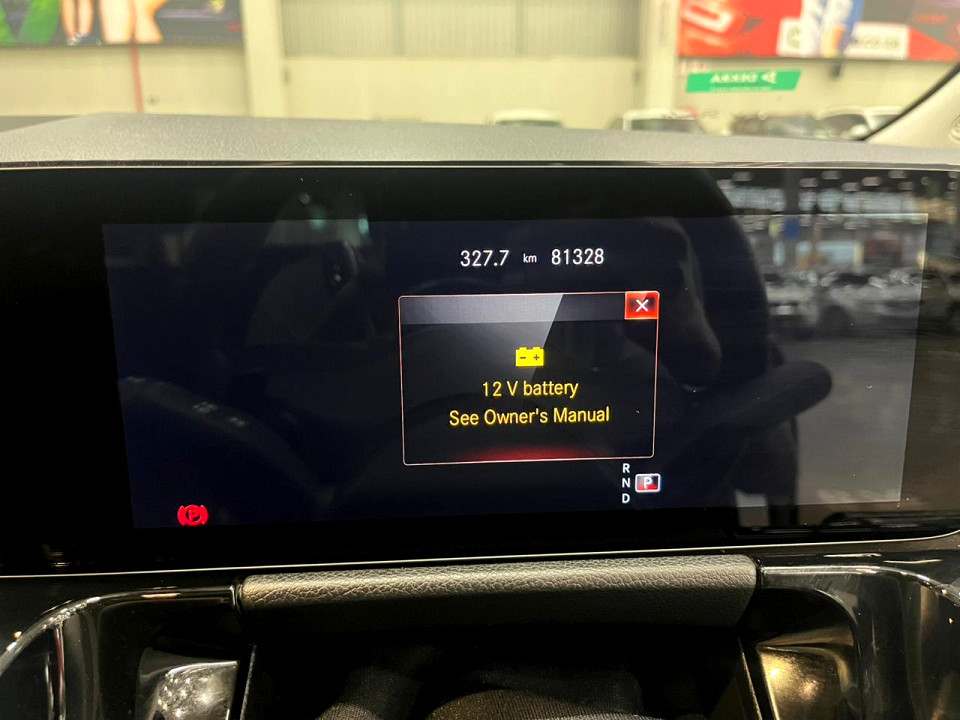 327.7 km 81328
12 V battery
See Owner's Manual
R
N P
D